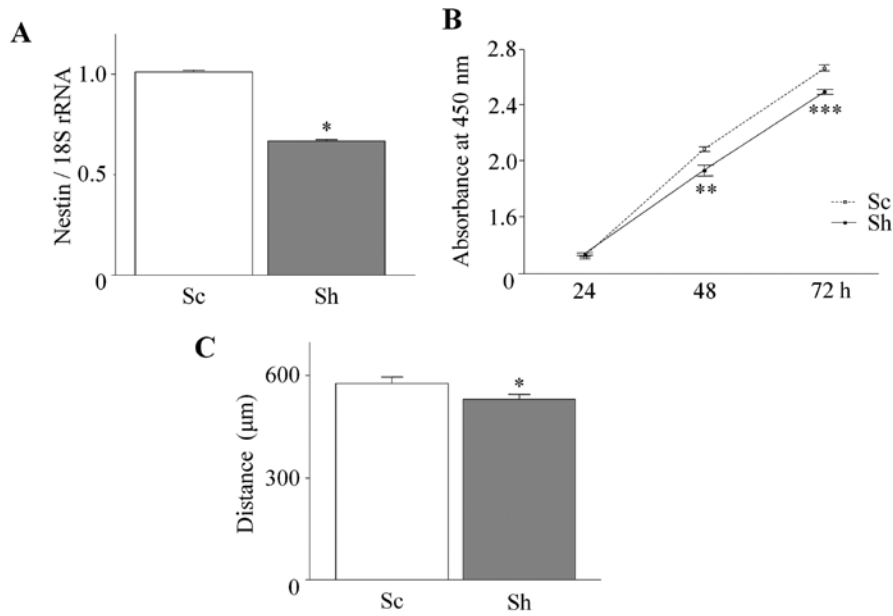 A
Nestin / 18S rRNA
1.0
0.5
0
*
Sc
Sh
B
Absorbance at 450 nm
2.8
2.4
2.0
1.6
0
**
***
Sc
Sh
24
48
72 h
C
Distance (μm)
600
300
0
*
Sc
Sh